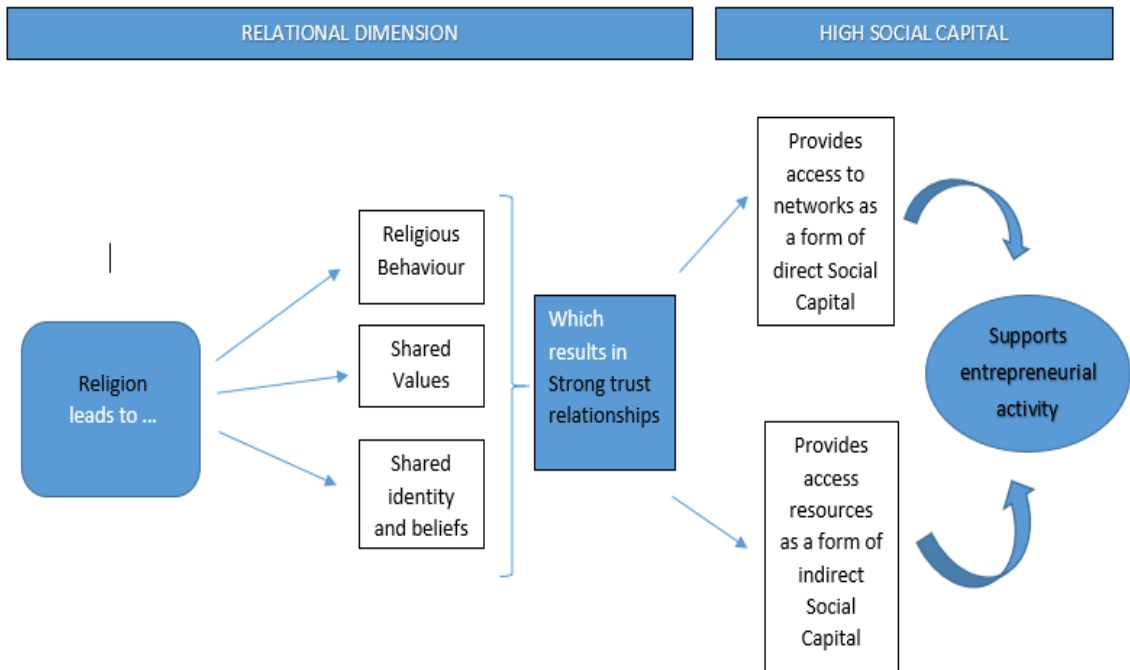 RELATIONAL DIMENSION
HIGH SOCIAL CAPITAL
Religion
leads to ...
Religious
Behaviour
Shared
Values
Shared
identity
and beliefs
Which
results in
Strong trust
relationships
Provides
access to
networks as
a form of
direct Social
Capital
Provides
access
resources
as a form of
indirect
Social
Capital
Supports
entrepreneurial
activity